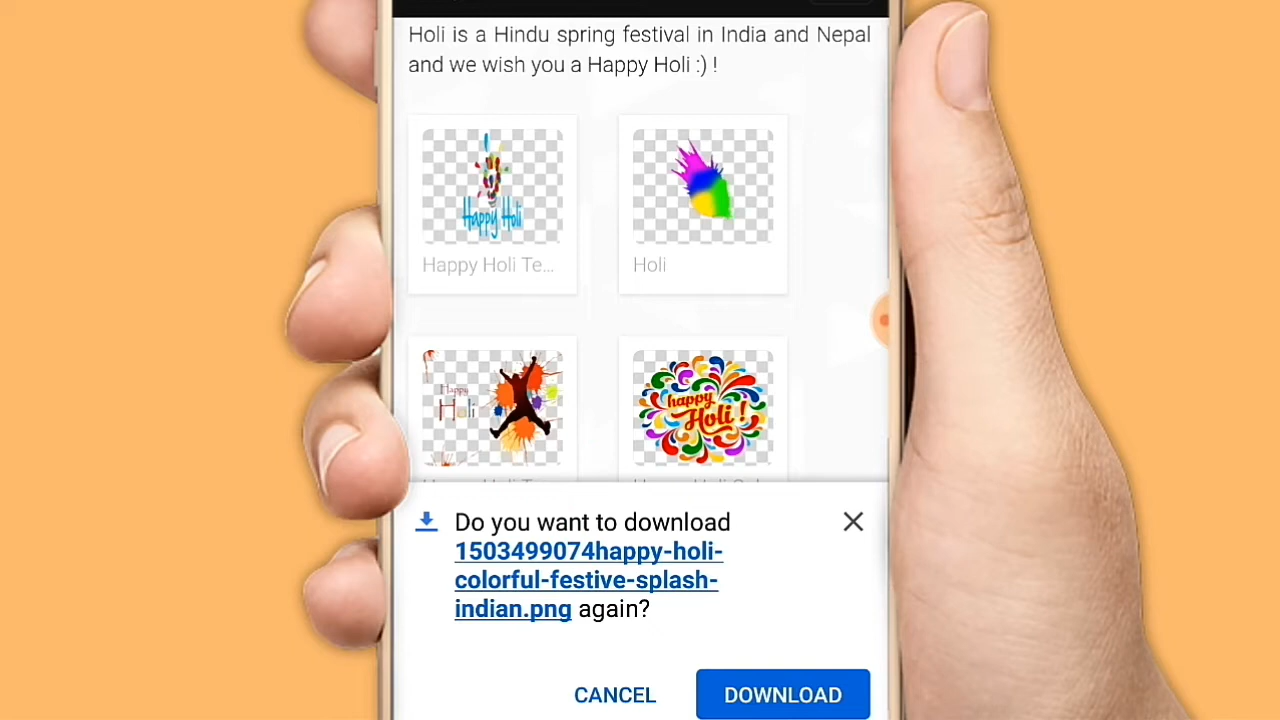 Holi is a Hindu spring festival in India and Nepal
and we wish you a Happy Holi :) !
Happy Holi
Happy Holi Te...
Holi
Happy
Holi
happy
Holi !
Do you want to download
1503499074happy-holi-
colorful-festive-splash-
indian.png again?
CANCEL
DOWNLOAD